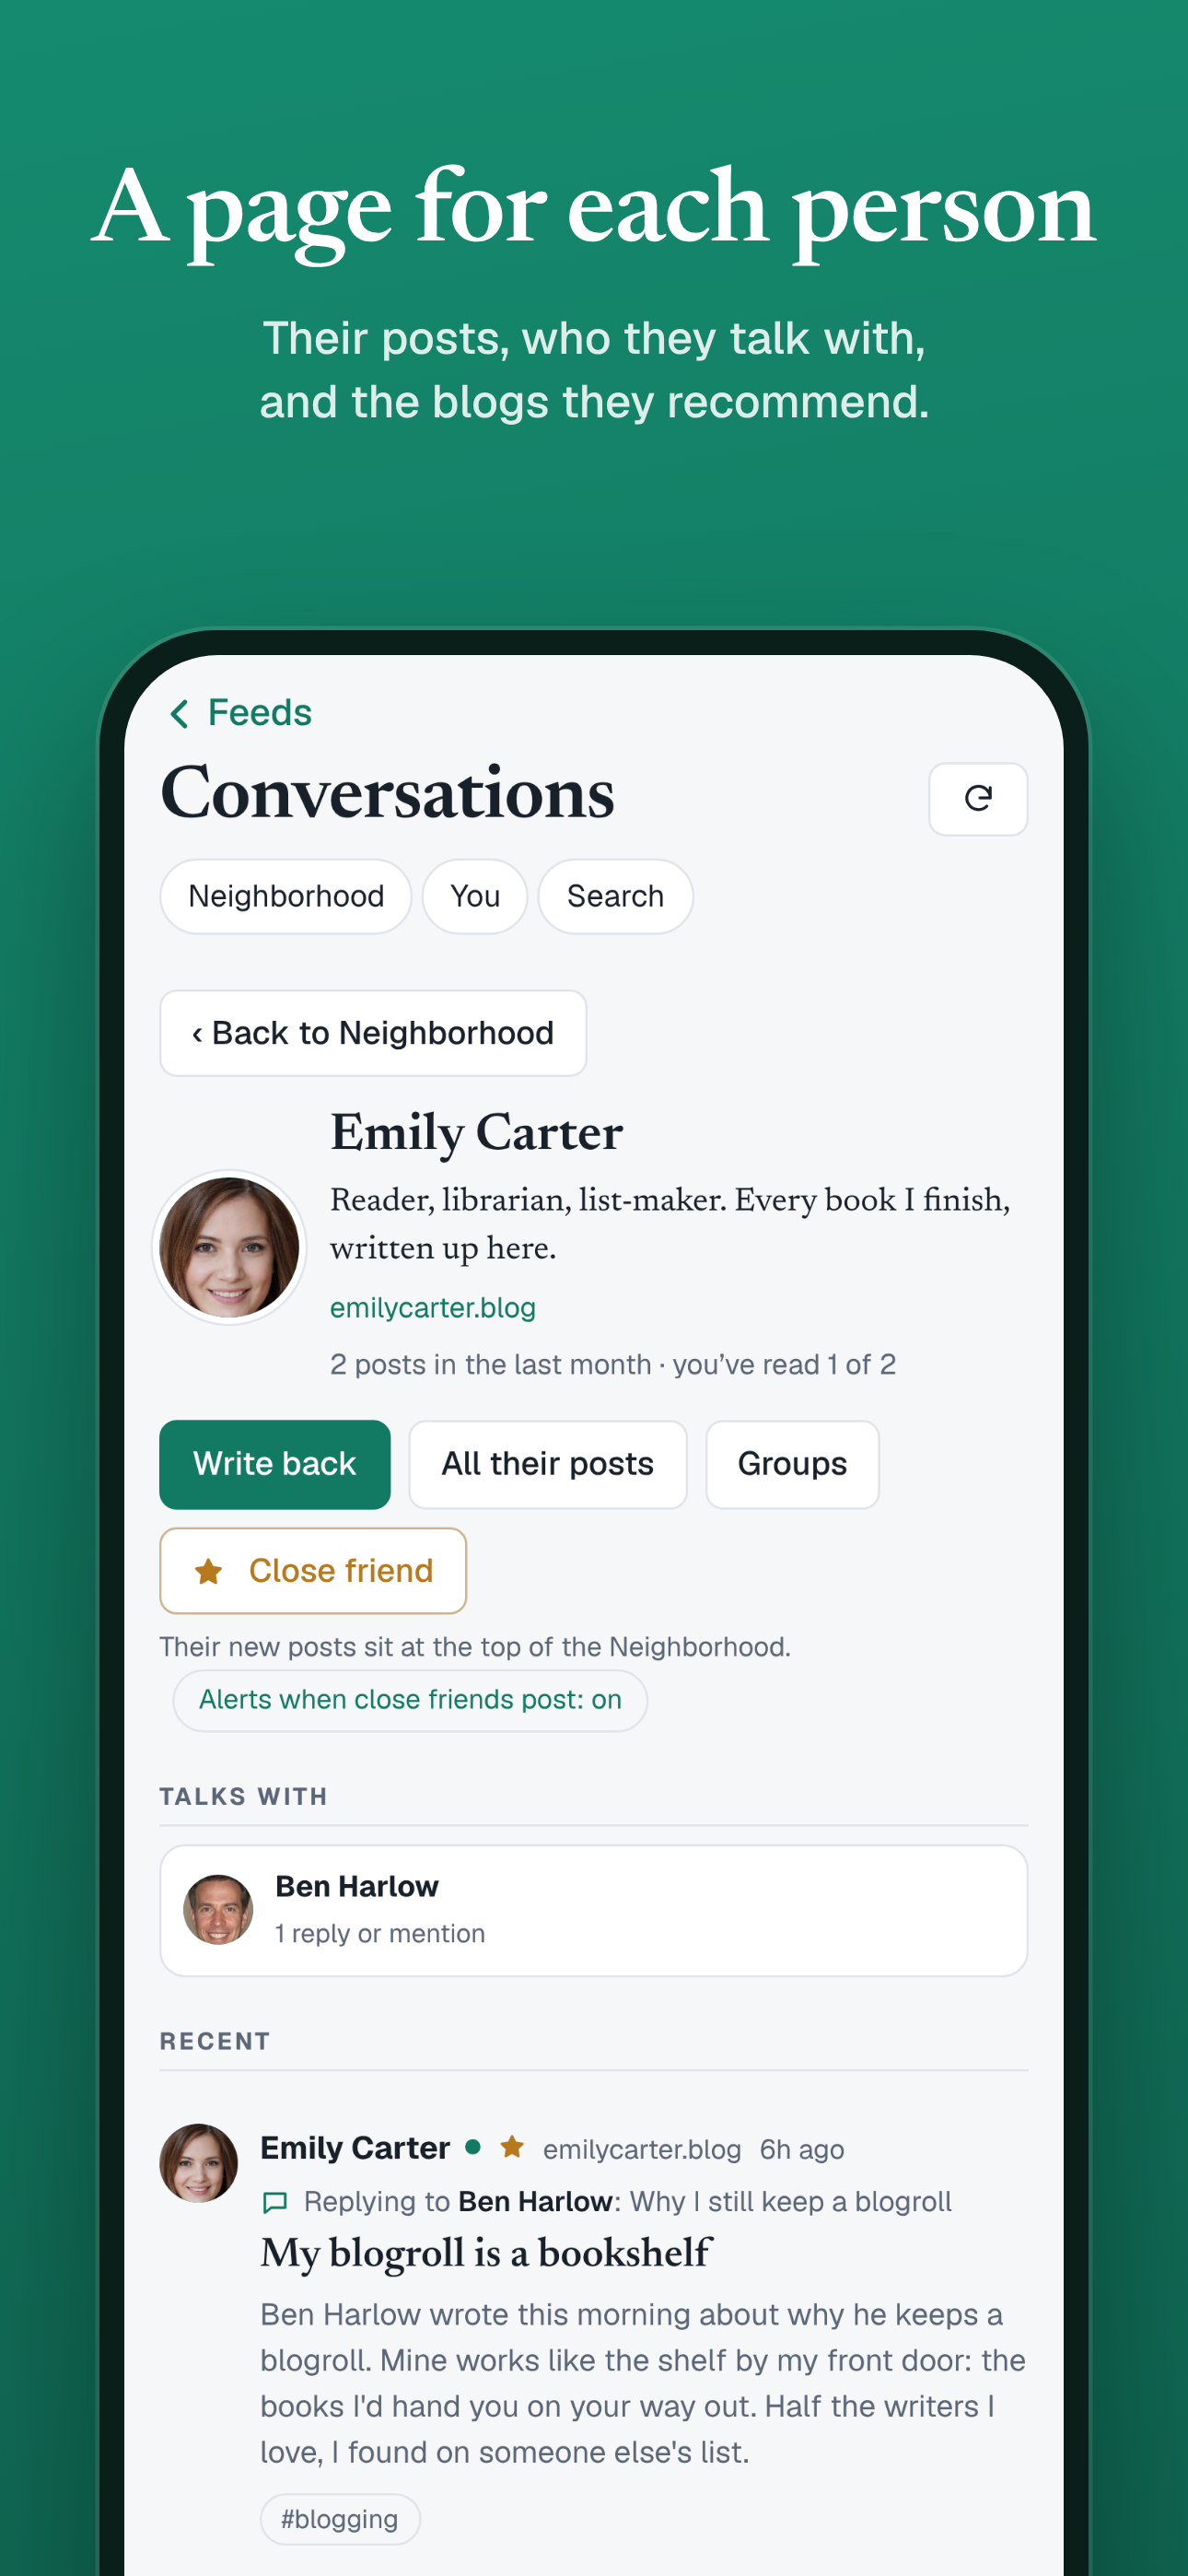 A page for each person
Their posts, who they talk with,
and the blogs they recommend.
Feeds
Conversations
Neighborhood You Search
‹ Back to Neighborhood
Emily Carter
Reader, librarian, list-maker. Every book I finish,
written up here.
emilycarter.blog
2 posts in the last month · you’ve read 1 of 2
Write back All their posts Groups
Close friend
Their new posts sit at the top of the Neighborhood.
Alerts when close friends post: on
TALKS WITH
Ben Harlow
1 reply or mention
RECENT
Emily Carter emilycarter.blog 6h ago
Replying to Ben Harlow: Why I still keep a blogroll
My blogroll is a bookshelf
Ben Harlow wrote this morning about why he keeps a
blogroll. Mine works like the shelf by my front door: the
books I'd hand you on your way out. Half the writers I
love, I found on someone else's list.
#blogging